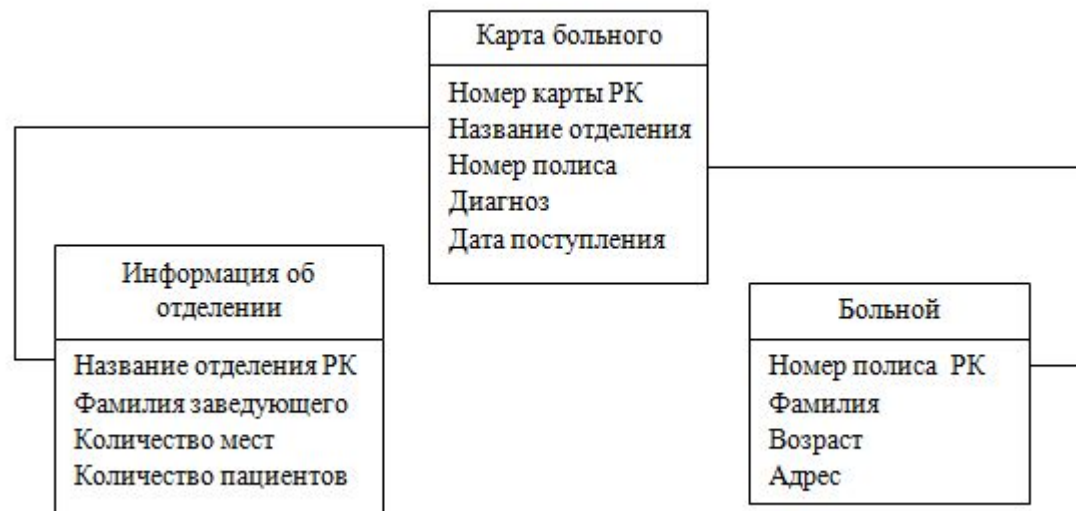 Карта больного
Номер карты РК
Название отделения
Номер полиса
Диагноз
Дата поступления
Информация об
отделении
Название отделения РК
Фамилия заведующего
Количество мест
Количество пациентов
Больной
Номер полиса РК
Фамилия
Возраст
Адрес